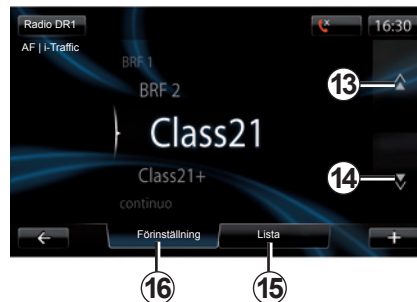 Radio DR1
16:30
AF | i-Traffic
BRF 1
BRF 2
13
Class21
Class21+
14
continuo
Förinställning
Lista
+
16
15